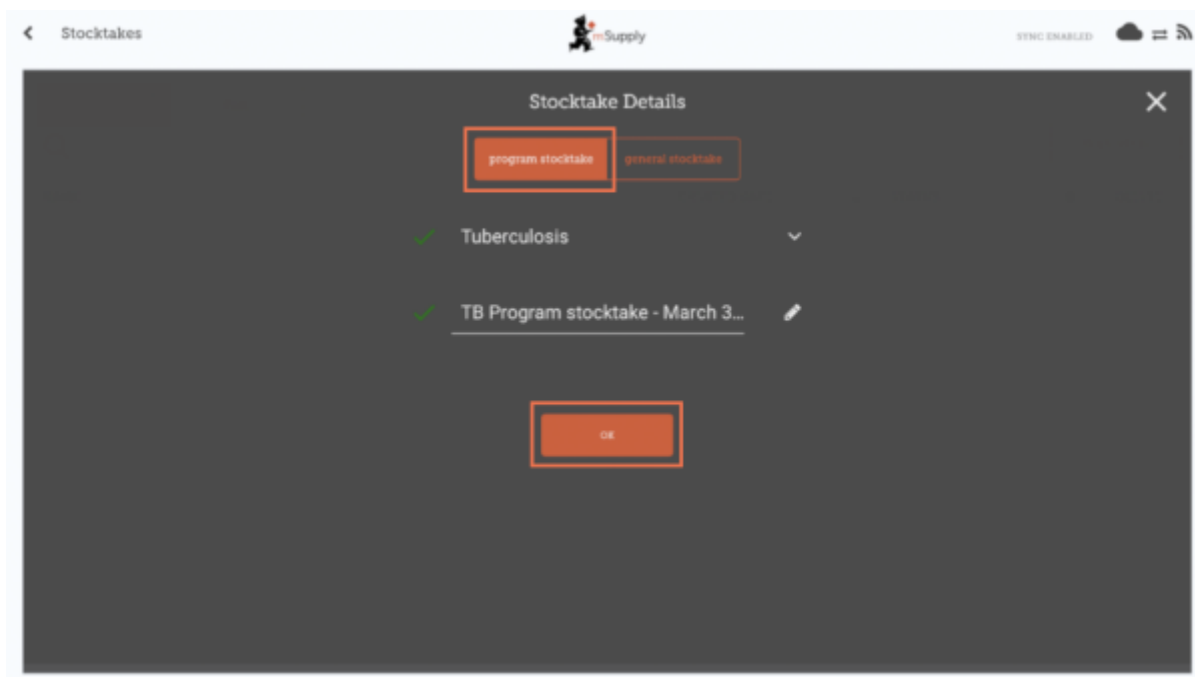 Stocktakes
mSupply
SYNC ENABLED
Stocktake Details
program stocktake
general stocktake
Tuberculosis
TB Program stocktake - March 3...
OK